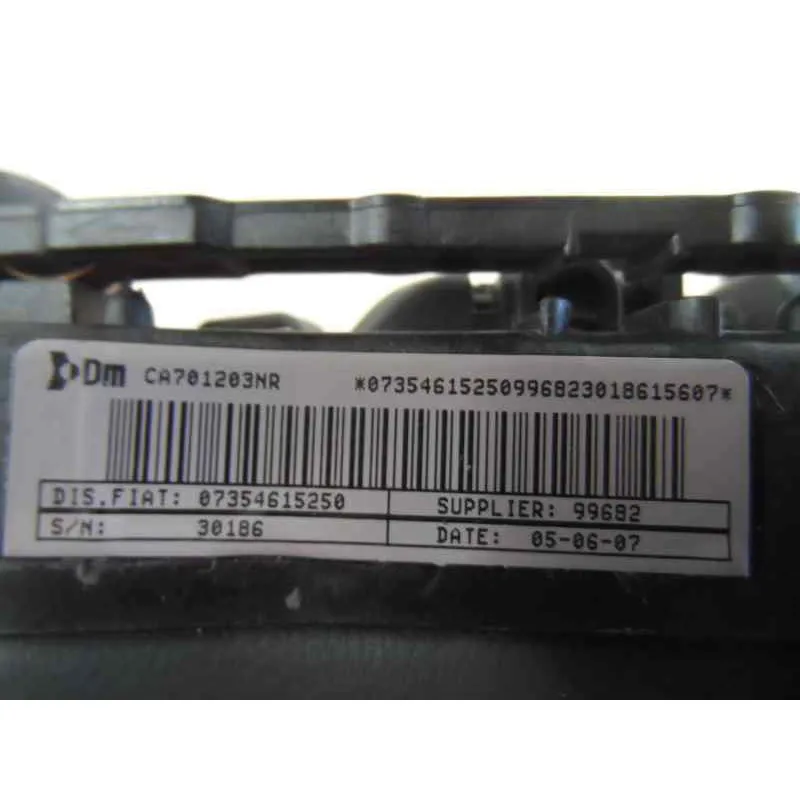 Dm CA701203NR *07354615250996823018615607*
DIS.FIAT: 07354615250 SUPPLIER: 99682
S/N: 30186 DATE: 05-06-07